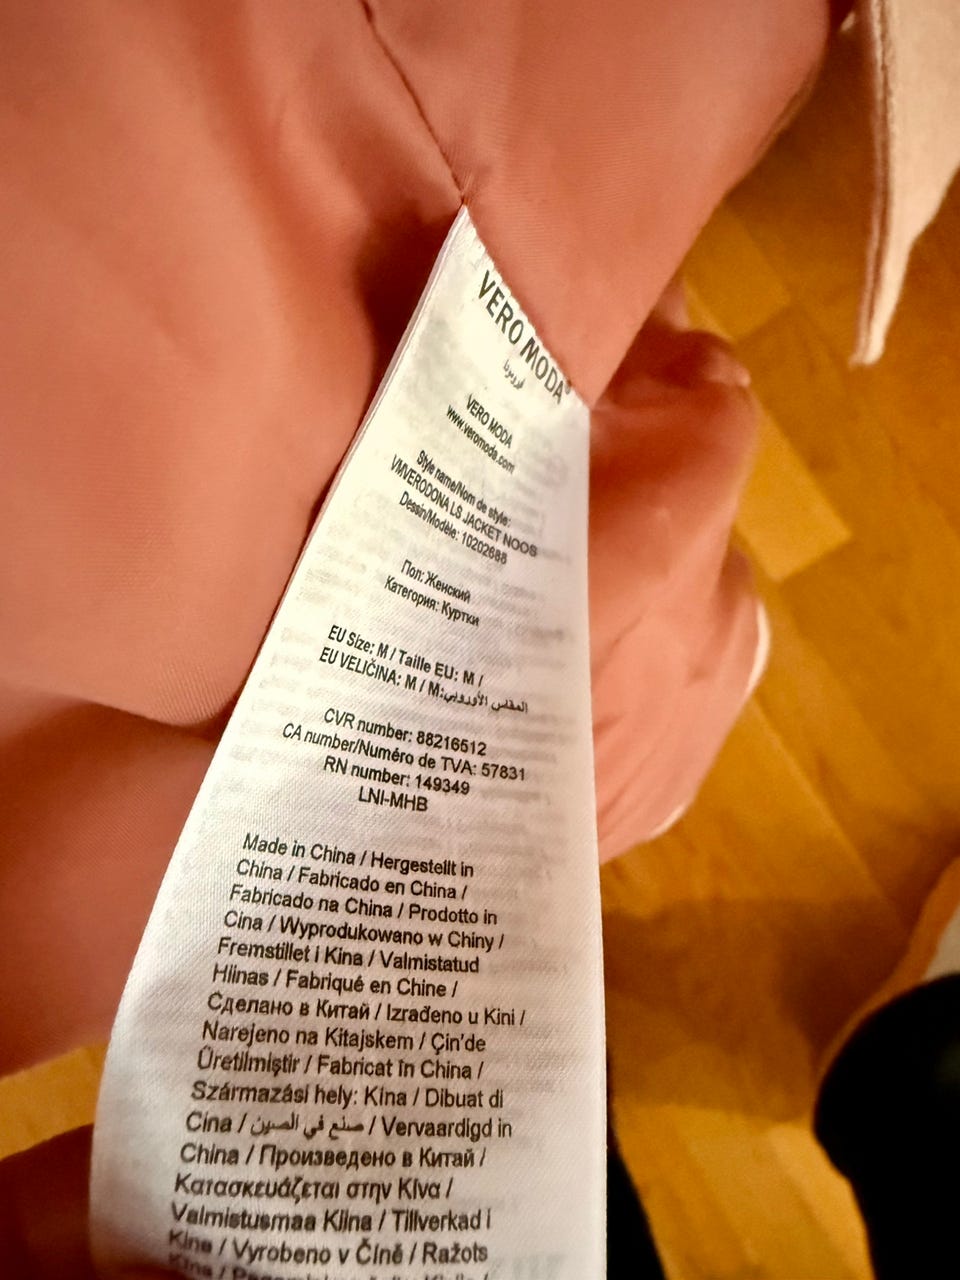 VERO MODA®
فيرومودا
VERO MODA
www.veromoda.com
Style name/Nom de style:
VMVERODONA LS JACKET NOOS
Dessin/Modèle: 10202688
Пол: Женский
Категория: Куртки
EU Size: M / Taille EU: M /
EU VELIČINA: M / M:المقاس الأوروبي
CVR number: 88216512
CA number/Numéro de TVA: 57831
RN number: 149349
LNI-MHB
Made in China / Hergestellt in
China / Fabricado en China /
Fabricado na China / Prodotto in
Cina / Wyprodukowano w Chiny /
Fremstillet i Kina / Valmistatud
Hiinas / Fabriqué en Chine /
Сделано в Китай / Izrađeno u Kini /
Narejeno na Kitajskem / Çin'de
Üretilmiştir / Fabricat în China /
Származási hely: Kína / Dibuat di
Cina / صنع في الصين / Vervaardigd in
China / Произведено в Китай /
Κατασκευάζεται στην Κίνα /
Valmistusmaa Kiina / Tillverkad i
Kina / Vyrobeno v Číně / Ražots